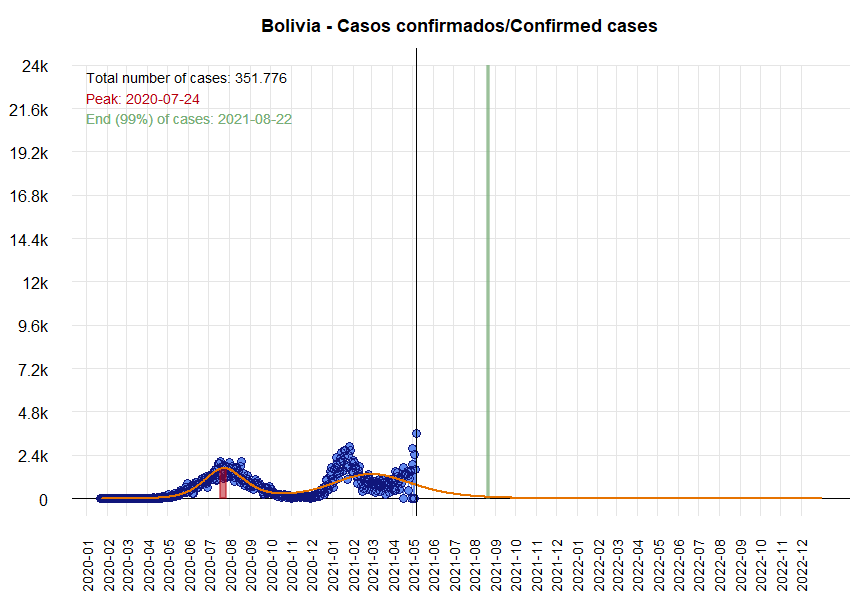 Bolivia - Casos confirmados/Confirmed cases
24k
21.6k
19.2k
16.8k
14.4k
12k
9.6k
7.2k
4.8k
2.4k
0
Total number of cases: 351.776
Peak: 2020-07-24
End (99%) of cases: 2021-08-22
2020-01
2020-02
2020-03
2020-04
2020-05
2020-06
2020-07
2020-08
2020-09
2020-10
2020-11
2020-12
2021-01
2021-02
2021-03
2021-04
2021-05
2021-06
2021-07
2021-08
2021-09
2021-10
2021-11
2021-12
2022-01
2022-02
2022-03
2022-04
2022-05
2022-06
2022-07
2022-08
2022-09
2022-10
2022-11
2022-12